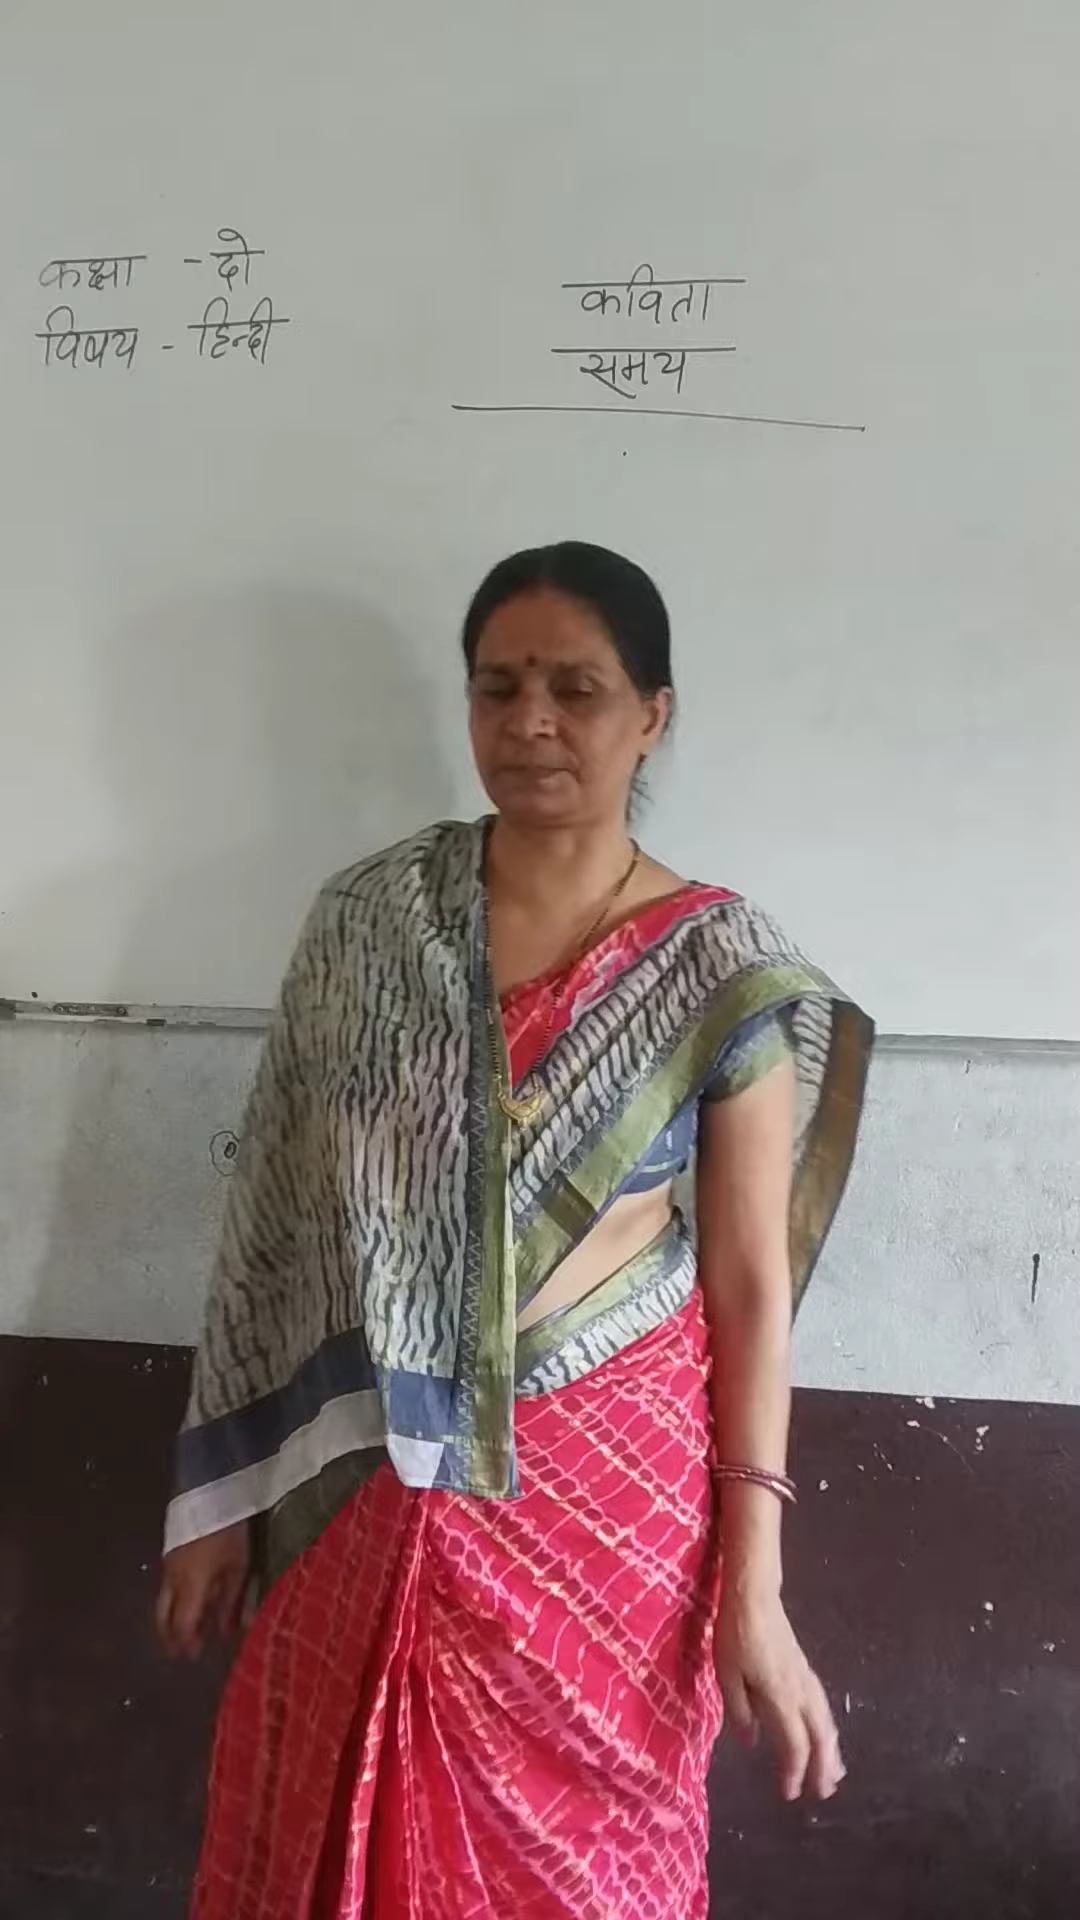 कक्षा - दो
विषय - हिन्दी
कविता
समय